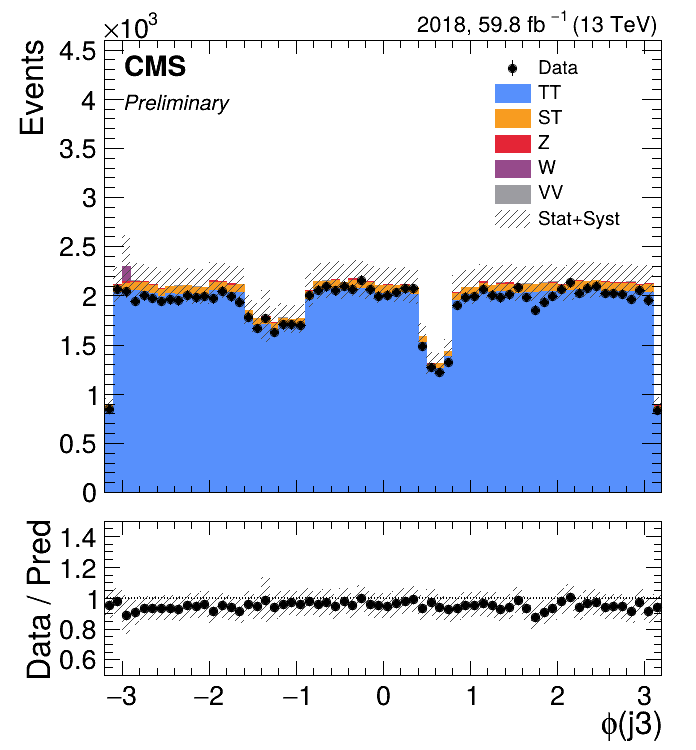 ×10³
2018, 59.8 fb⁻¹ (13 TeV)
Events
4.5
4
3.5
3
2.5
2
1.5
1
0.5
0
CMS
Preliminary
Data
TT
ST
Z
W
VV
Stat+Syst
Data / Pred
1.4
1.2
1
0.8
0.6
−3 −2 −1 0 1 2 3
ϕ(j3)